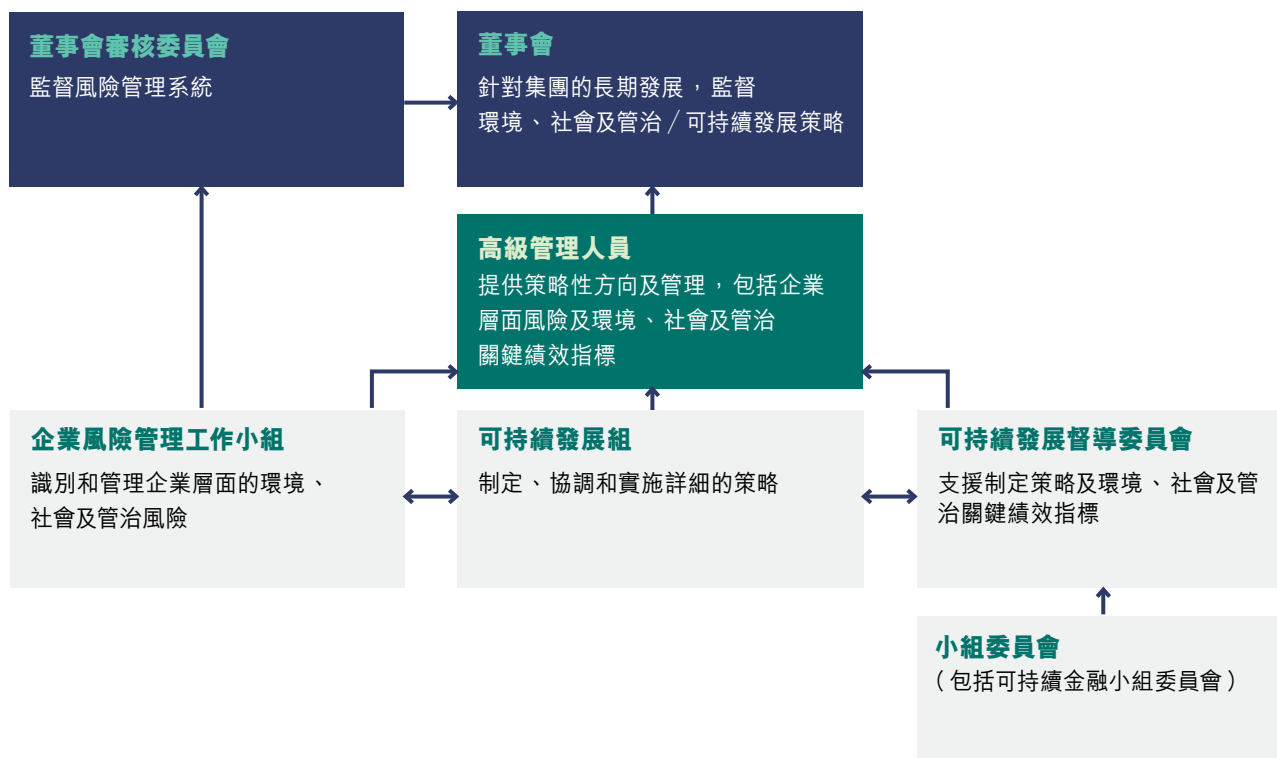 董事會審核委員會
監督風險管理系統
董事會
針對集團的長期發展，監督
環境、社會及管治／可持續發展策略
高級管理人員
提供策略性方向及管理，包括企業
層面風險及環境、社會及管治
關鍵績效指標
企業風險管理工作小組
識別和管理企業層面的環境、
社會及管治風險
可持續發展組
制定、協調和實施詳細的策略
可持續發展督導委員會
支援制定策略及環境、社會及管
治關鍵績效指標
小組委員會
（包括可持續金融小組委員會）